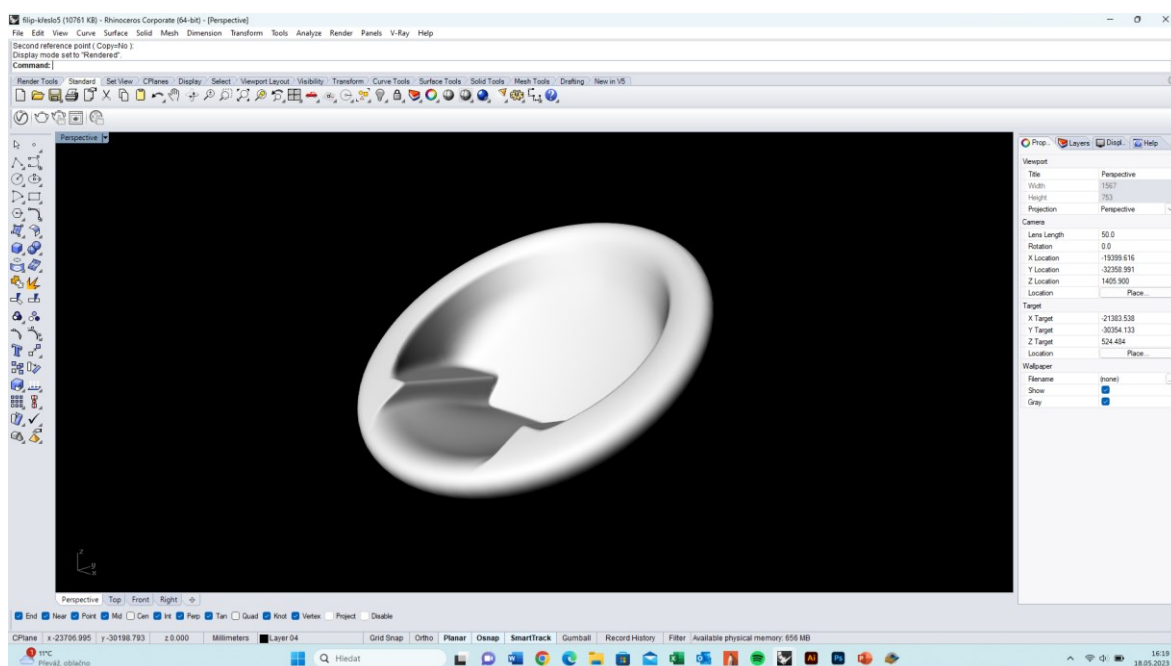 filip-křeslo5 (10761 KB) - Rhinoceros Corporate (64-bit) - [Perspective]
File Edit View Curve Surface Solid Mesh Dimension Transform Tools Analyze Render Panels V-Ray Help
Second reference point ( Copy=No ):
Display mode set to "Rendered".
Command:
Render Tools Standard Set View CPlanes Display Select Viewport Layout Visibility Transform Curve Tools Surface Tools Solid Tools Mesh Tools Drafting New in V5
Perspective
Prop... Layers Displ... Help
Viewport
Title Perspective
Width 1567
Height 753
Projection Perspective
Camera
Lens Length 50.0
Rotation 0.0
X Location -19399.616
Y Location -32358.991
Z Location 1405.900
Location Place...
Target
X Target -21383.538
Y Target -30354.133
Z Target 524.484
Location Place...
Wallpaper
Filename (none)
Show
Gray
z
y
x
Perspective Top Front Right
End Near Point Mid Cen Int Perp Tan Quad Knot Vertex Project Disable
CPlane x -23706.995 y -30198.793 z 0.000 Millimeters Layer 04 Grid Snap Ortho Planar Osnap SmartTrack Gumball Record History Filter Available physical memory: 656 MB
1 11°C
Převáž. oblačno
Hledat
16:19